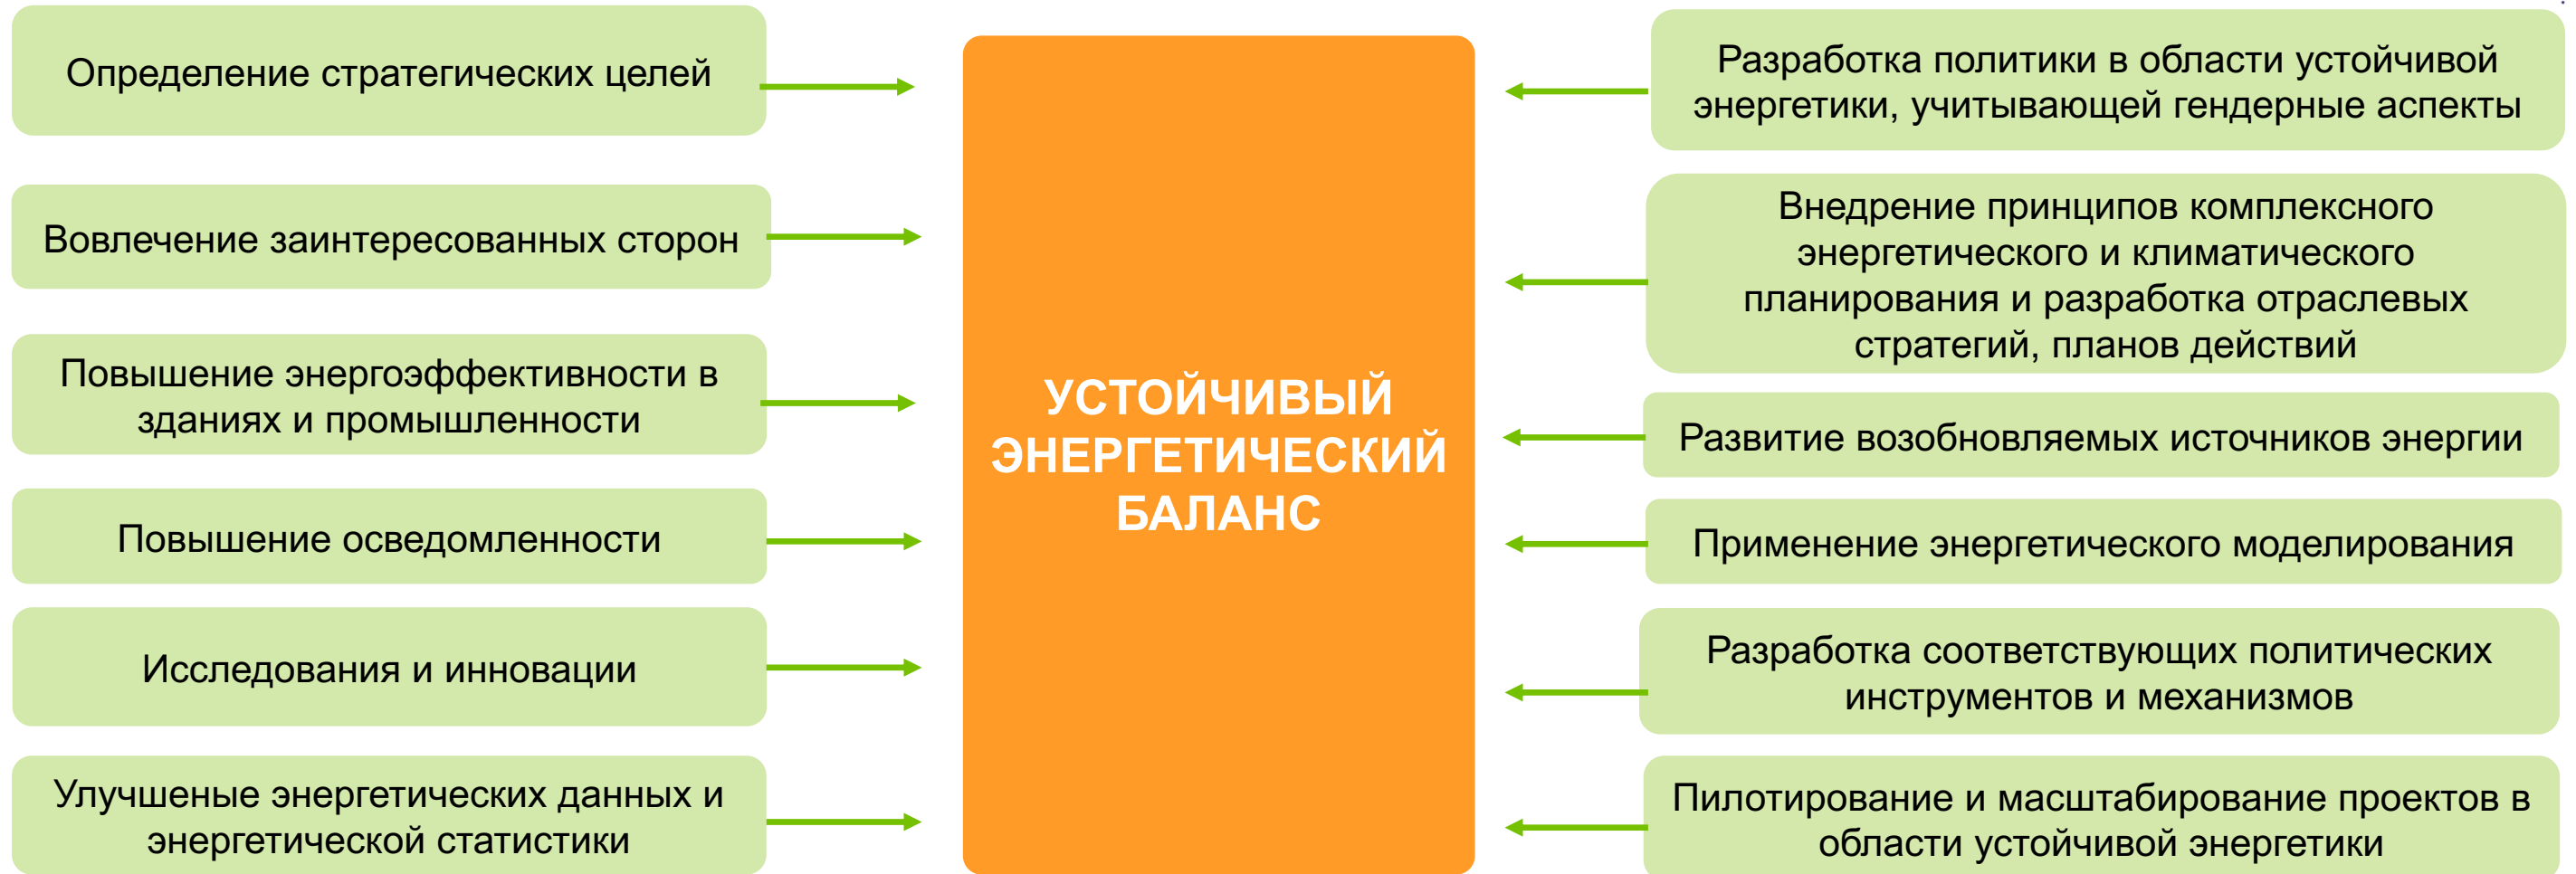 Определение стратегических целей
Вовлечение заинтересованных сторон
Повышение энергоэффективности в
зданиях и промышленности
Повышение осведомленности
Исследования и инновации
Улучшеные энергетических данных и
энергетической статистики
УСТОЙЧИВЫЙ
ЭНЕРГЕТИЧЕСКИЙ
БАЛАНС
Разработка политики в области устойчивой
энергетики, учитывающей гендерные аспекты
Внедрение принципов комплексного
энергетического и климатического
планирования и разработка отраслевых
стратегий, планов действий
Развитие возобновляемых источников энергии
Применение энергетического моделирования
Разработка соответствующих политических
инструментов и механизмов
Пилотирование и масштабирование проектов в
области устойчивой энергетики